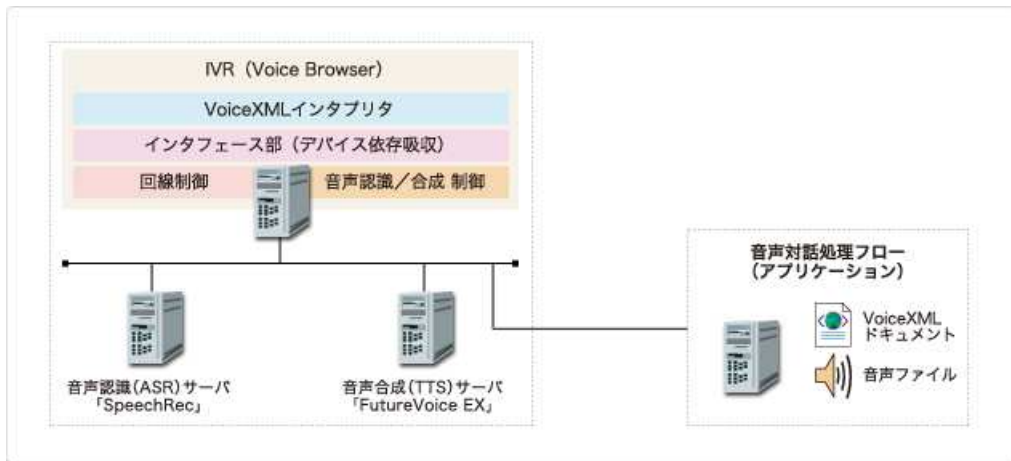 IVR（Voice Browser）
VoiceXMLインタプリタ
インタフェース部（デバイス依存吸収）
回線制御
音声認識／合成 制御
音声認識(ASR)サーバ
「SpeechRec」
音声合成(TTS)サーバ
「FutureVoice EX」
音声対話処理フロー
（アプリケーション）
VoiceXML
ドキュメント
音声ファイル